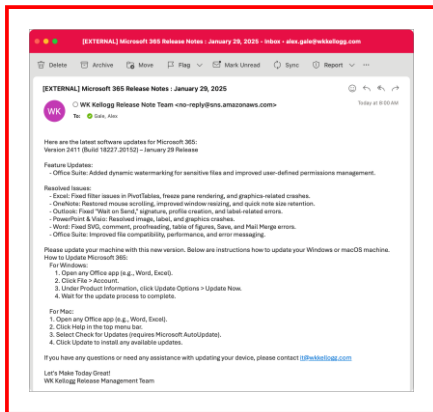 [EXTERNAL] Microsoft 365 Release Notes : January 29, 2025 - Inbox - alex.gale@wkkellogg.com
Delete Archive Move Flag Mark Unread Sync Report ...
[EXTERNAL] Microsoft 365 Release Notes : January 29, 2025
WK
WK Kellogg Release Note Team <no-reply@sns.amazonaws.com>
Today at 8:50 AM
To: Gale, Alex
Here are the latest software updates for Microsoft 365:
Version 2411 (Build 18227.20152) – January 29 Release
Feature Updates:
- Office Suite: Added dynamic watermarking for sensitive files and improved user-defined permissions management.
Resolved Issues:
- Excel: Fixed filter issues in PivotTables, freeze pane rendering, and graphics-related crashes.
- OneNote: Restored mouse scrolling, improved window resizing, and quick note size retention.
- Outlook: Fixed "Wait on Send," signature, profile creation, and label-related errors.
- PowerPoint & Visio: Resolved image, label, and graphics crashes.
- Word: Fixed SVG, comment, proofreading, table of figures, Save, and Mail Merge errors.
- Office Suite: Improved file compatibility, performance, and error messaging.
Please update your machine with this new version. Below are instructions how to update your Windows or macOS machine.
How to Update Microsoft 365:
For Windows:
1. Open any Office app (e.g., Word, Excel).
2. Click File > Account.
3. Under Product Information, click Update Options > Update Now.
4. Wait for the update process to complete.
For Mac:
1. Open any Office app (e.g., Word, Excel).
2. Click Help in the top menu bar.
3. Select Check for Updates (requires Microsoft AutoUpdate).
4. Click Update to install any available updates.
If you have any questions or need any assistance with updating your device, please contact it@wkkellogg.com
Let's Make Today Great!
WK Kellogg Release Management Team